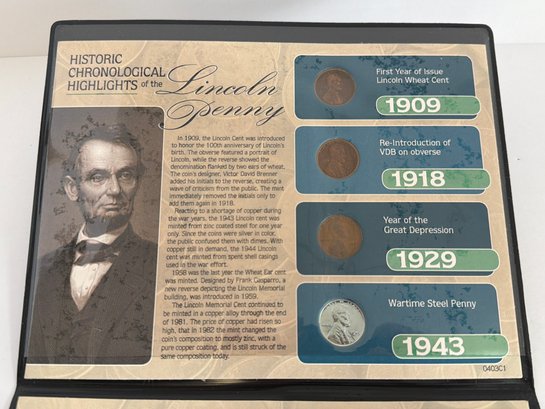 HISTORIC
CHRONOLOGICAL
HIGHLIGHTS of the
Lincoln
Penny
In 1909, the Lincoln Cent was introduced
to honor the 100th anniversary of Lincoln's
birth. The obverse featured a portrait of
Lincoln, while the reverse showed the
denomination flanked by two ears of wheat.
The coin's designer, Victor David Brenner
added his initials to the reverse, creating a
wave of criticism from the public. The mint
immediately removed the initials only to
add them again in 1918.
Reacting to a shortage of copper during
the war years, the 1943 Lincoln cent was
minted from zinc coated steel for one year
only. Since the coins were silver in color,
the public confused them with dimes. With
copper still in demand, the 1944 Lincoln
cent was minted from spent shell casings
used in the war effort.
1958 was the last year the Wheat Ear cent
was minted. Designed by Frank Gasparro, a
new reverse depicting the Lincoln Memorial
building, was introduced in 1959.
The Lincoln Memorial Cent continued to
be minted in a copper alloy through the end
of 1981. The price of copper had risen so
high, that in 1982 the mint changed the
coin's composition to mostly zinc, with a
pure copper coating, and is still struck of the
same composition today.
First Year of Issue
Lincoln Wheat Cent
1909
Re-Introduction of
VDB on obverse
1918
Year of the
Great Depression
1929
Wartime Steel Penny
1943
0403C1